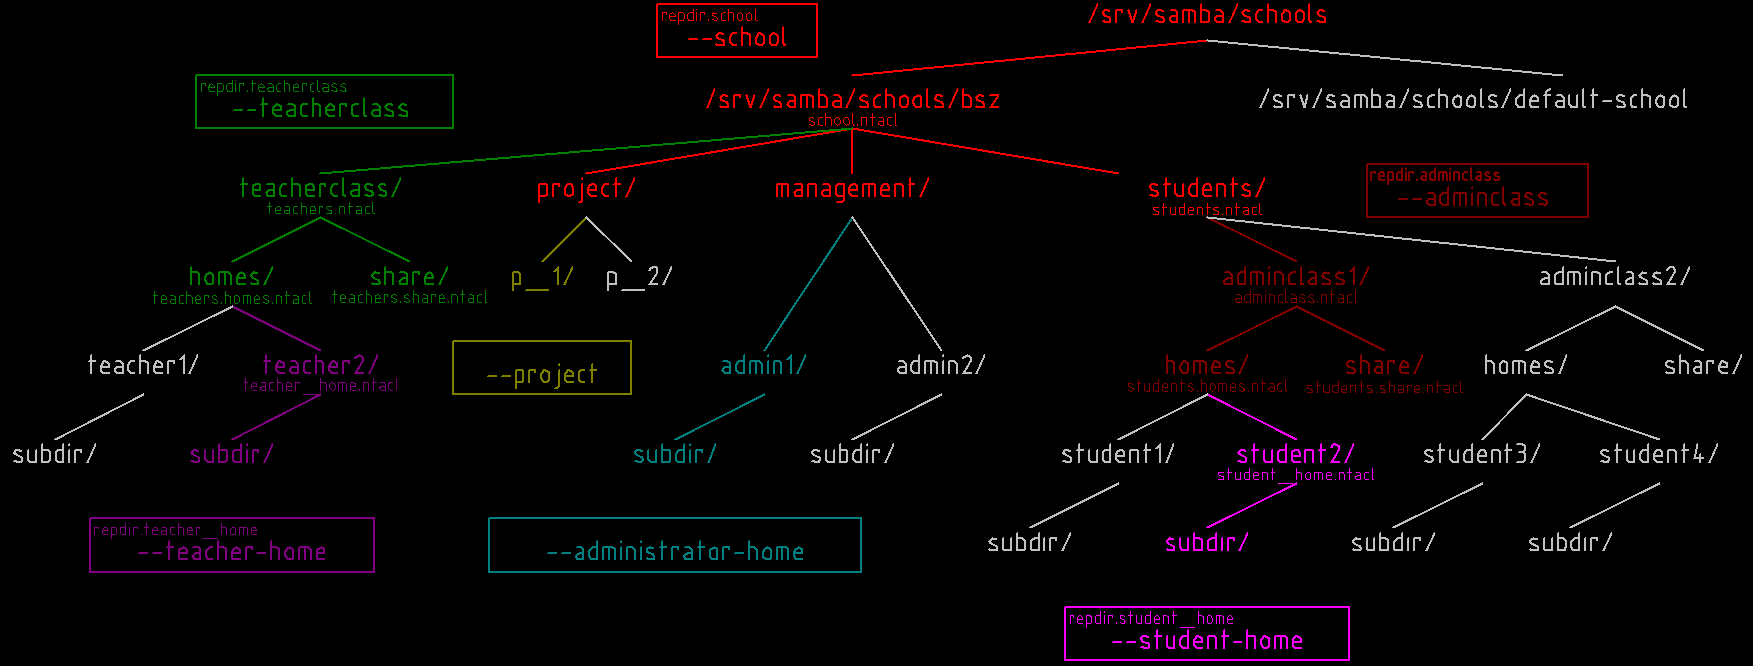 repdir.school
--school
/srv/samba/schools
repdir.teacherclass
--teacherclass
/srv/samba/schools/bsz
school.ntacl
/srv/samba/schools/default-school
teacherclass/
teachers.ntacl
project/
management/
students/
students.ntacl
repdir.adminclass
--adminclass
homes/
teachers.homes.ntacl
share/
teachers.share.ntacl
p__1/
p__2/
adminclass1/
adminclass.ntacl
adminclass2/
teacher1/
teacher2/
teacher__home.ntacl
--project
admin1/
admin2/
homes/
students.homes.ntacl
share/
students.share.ntacl
homes/
share/
subdir/
subdir/
subdir/
subdir/
student1/
student2/
student__home.ntacl
student3/
student4/
repdir.teacher__home
--teacher-home
--administrator-home
subdir/
subdir/
subdir/
subdir/
repdir.student__home
--student-home